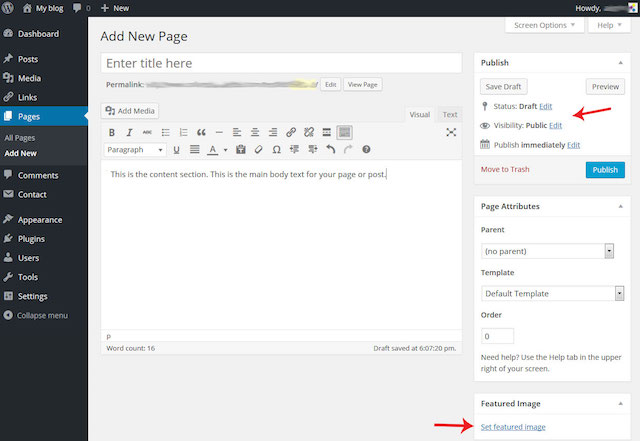 My blog 0 New Howdy,
Screen Options Help
Dashboard
Posts
Media
Links
Pages
All Pages
Add New
Comments
Contact
Appearance
Plugins
Users
Tools
Settings
Collapse menu
Add New Page
Enter title here
Permalink: Edit View Page
Add Media
Visual Text
B I ABC
Paragraph U A
This is the content section. This is the main body text for your page or post.
p
Word count: 16 Draft saved at 6:07:20 pm.
Publish
Save Draft Preview
Status: Draft Edit
Visibility: Public Edit
Publish immediately Edit
Move to Trash Publish
Page Attributes
Parent
(no parent)
Template
Default Template
Order
0
Need help? Use the Help tab in the upper
right of your screen.
Featured Image
Set featured image